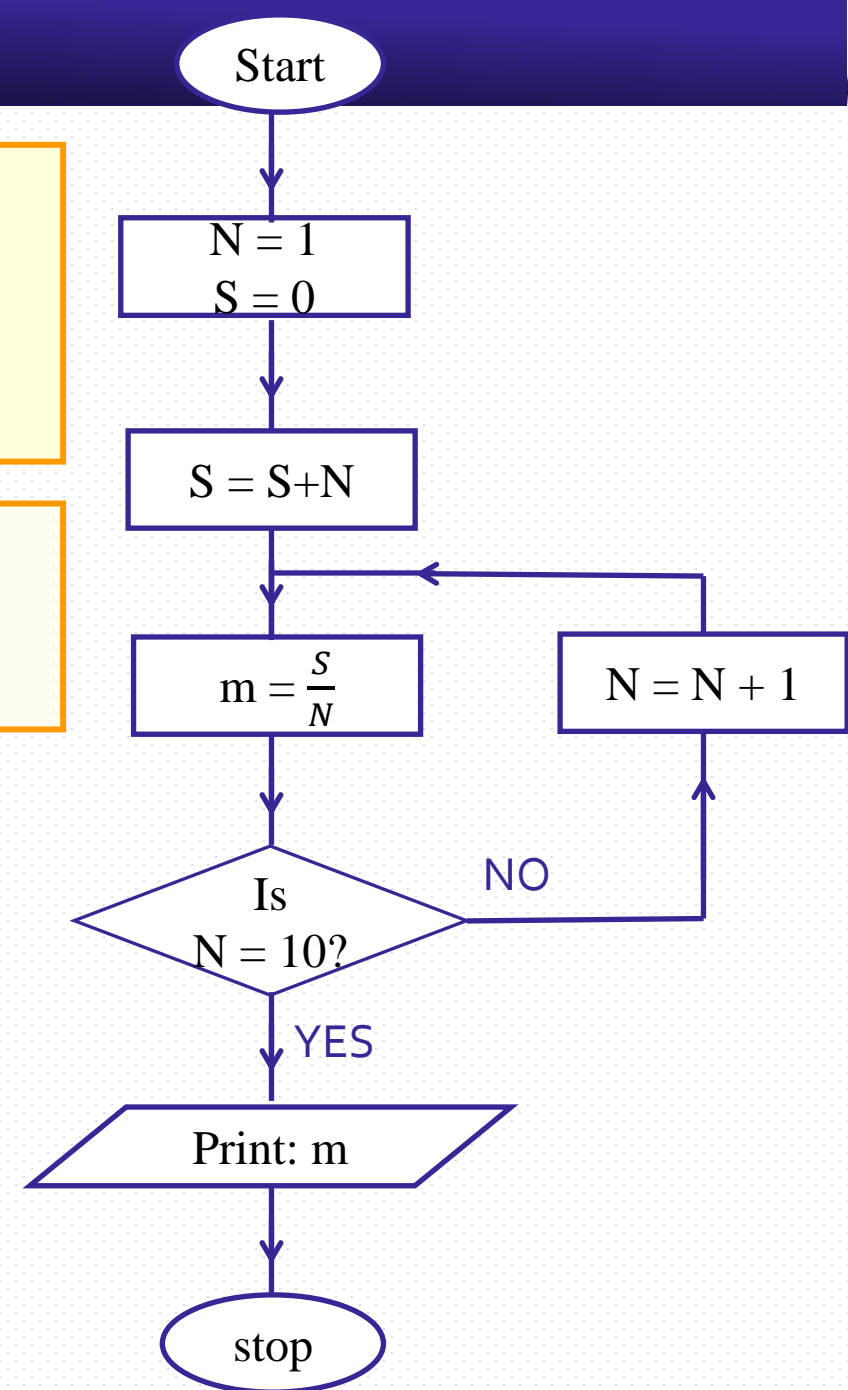 Start
N = 1
S = 0
S = S+N
m = S/N
N = N + 1
Is
N = 10?
NO
YES
Print: m
stop